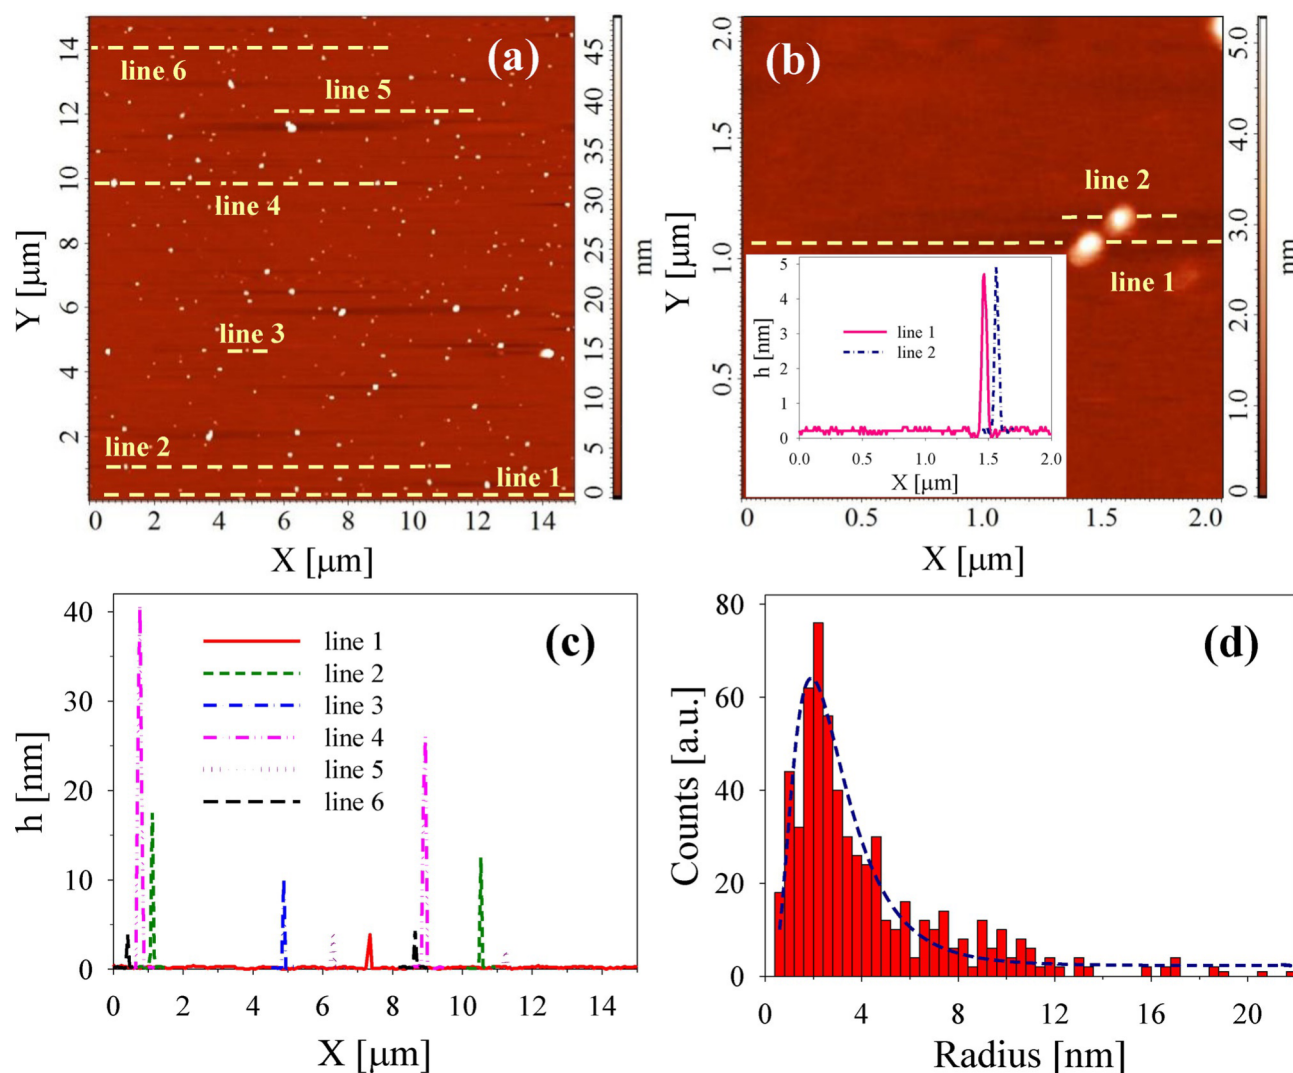 (a)
line 6
line 5
line 4
line 3
line 2
line 1
14
12
10
8
6
4
2
Y [μm]
0 2 4 6 8 10 12 14
X [μm]
45
40
35
30
25
20
15
10
5
0
nm
(b)
line 2
line 1
2.0
1.5
1.0
0.5
Y [μm]
0.0 0.5 1.0 1.5 2.0
X [μm]
5.0
4.0
3.0
2.0
1.0
0
nm
5
4
3
2
1
0
h [nm]
line 1
line 2
0.0 0.5 1.0 1.5 2.0
X [μm]
(c)
line 1
line 2
line 3
line 4
line 5
line 6
40
30
20
10
0
h [nm]
0 2 4 6 8 10 12 14
X [μm]
(d)
80
60
40
20
0
Counts [a.u.]
0 4 8 12 16 20
Radius [nm]